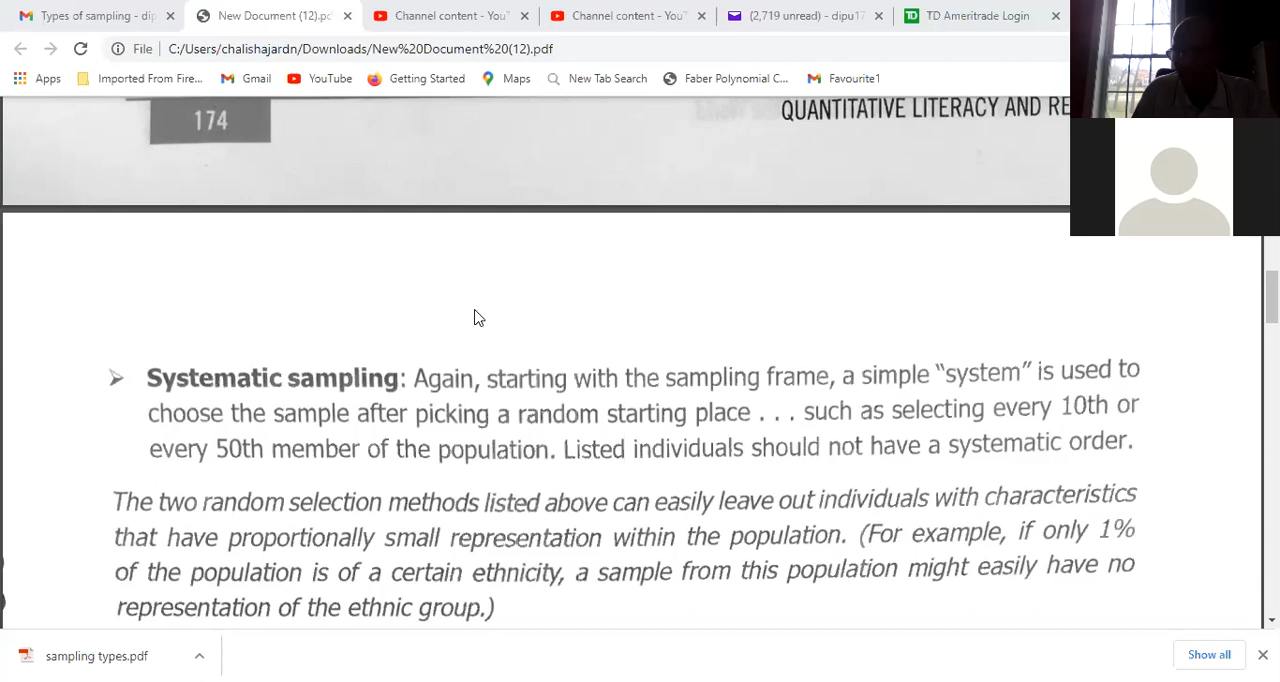 Types of sampling - dip
New Document (12).pd
Channel content - YouT
Channel content - YouT
(2,719 unread) - dipu17
TD Ameritrade Login
File
C:/Users/chalishajardn/Downloads/New%20Document%20(12).pdf
Apps
Imported From Fire...
Gmail
YouTube
Getting Started
Maps
New Tab Search
Faber Polynomial C...
Favourite1
174
QUANTITATIVE LITERACY AND RE
➢ Systematic sampling: Again, starting with the sampling frame, a simple “system” is used to
choose the sample after picking a random starting place . . . such as selecting every 10th or
every 50th member of the population. Listed individuals should not have a systematic order.
The two random selection methods listed above can easily leave out individuals with characteristics
that have proportionally small representation within the population. (For example, if only 1%
of the population is of a certain ethnicity, a sample from this population might easily have no
representation of the ethnic group.)
sampling types.pdf
Show all